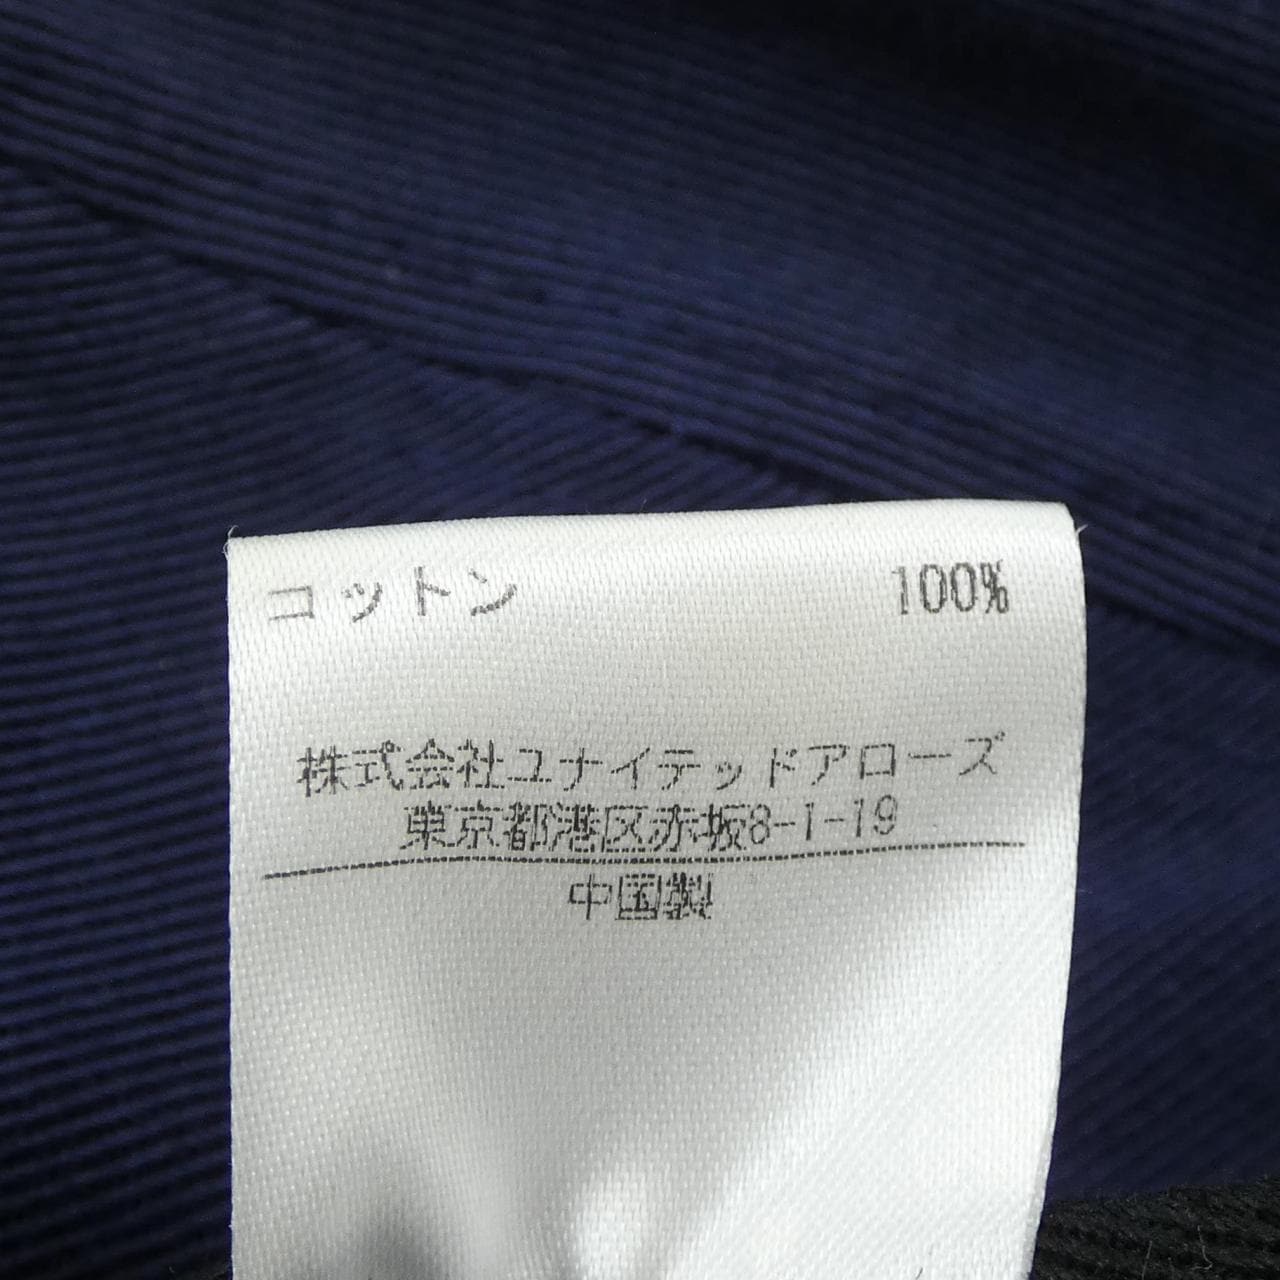 コットン 100%
株式会社ユナイテッドアローズ
東京都港区赤坂8-1-19
中国製